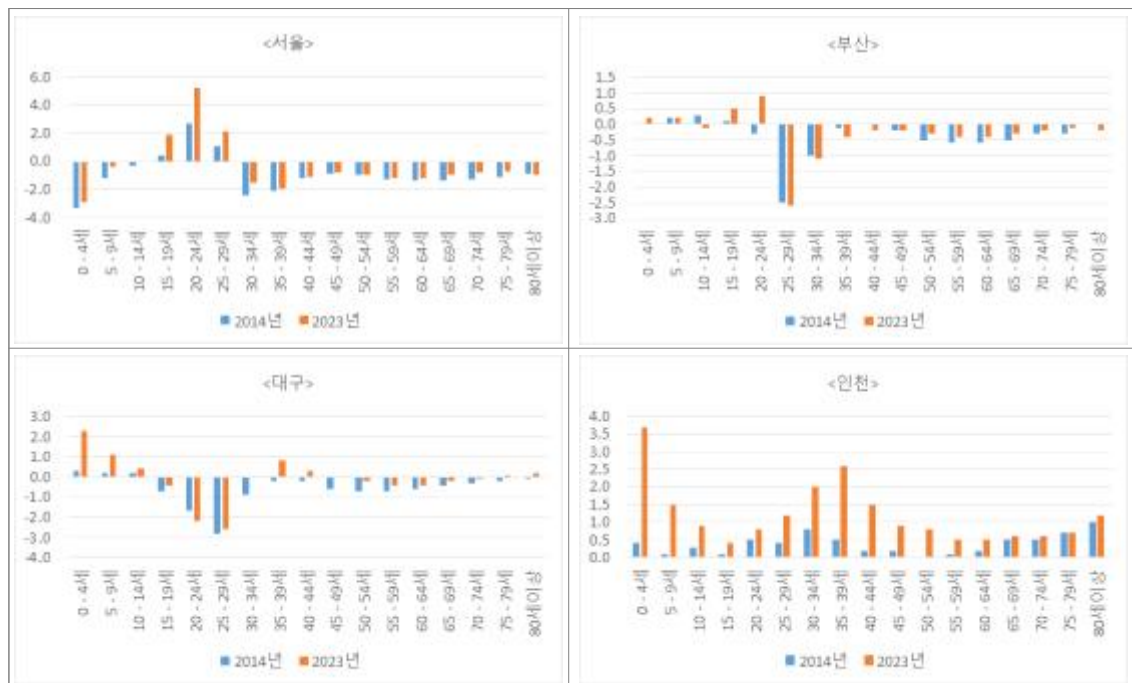 <서울>
6.0
4.0
2.0
0.0
-2.0
-4.0
0 - 4세
5 - 9세
10 - 14세
15 - 19세
20 - 24세
25 - 29세
30 - 34세
35 - 39세
40 - 44세
45 - 49세
50 - 54세
55 - 59세
60 - 64세
65 - 69세
70 - 74세
75 - 79세
80세이상
2014년 2023년
<부산>
1.5
1.0
0.5
0.0
-0.5
-1.0
-1.5
-2.0
-2.5
-3.0
0 - 4세
5 - 9세
10 - 14세
15 - 19세
20 - 24세
25 - 29세
30 - 34세
35 - 39세
40 - 44세
45 - 49세
50 - 54세
55 - 59세
60 - 64세
65 - 69세
70 - 74세
75 - 79세
80세이상
2014년 2023년
<대구>
3.0
2.0
1.0
0.0
-1.0
-2.0
-3.0
-4.0
0 - 4세
5 - 9세
10 - 14세
15 - 19세
20 - 24세
25 - 29세
30 - 34세
35 - 39세
40 - 44세
45 - 49세
50 - 54세
55 - 59세
60 - 64세
65 - 69세
70 - 74세
75 - 79세
80세이상
2014년 2023년
<인천>
4.0
3.5
3.0
2.5
2.0
1.5
1.0
0.5
0.0
0 - 4세
5 - 9세
10 - 14세
15 - 19세
20 - 24세
25 - 29세
30 - 34세
35 - 39세
40 - 44세
45 - 49세
50 - 54세
55 - 59세
60 - 64세
65 - 69세
70 - 74세
75 - 79세
80세이상
2014년 2023년